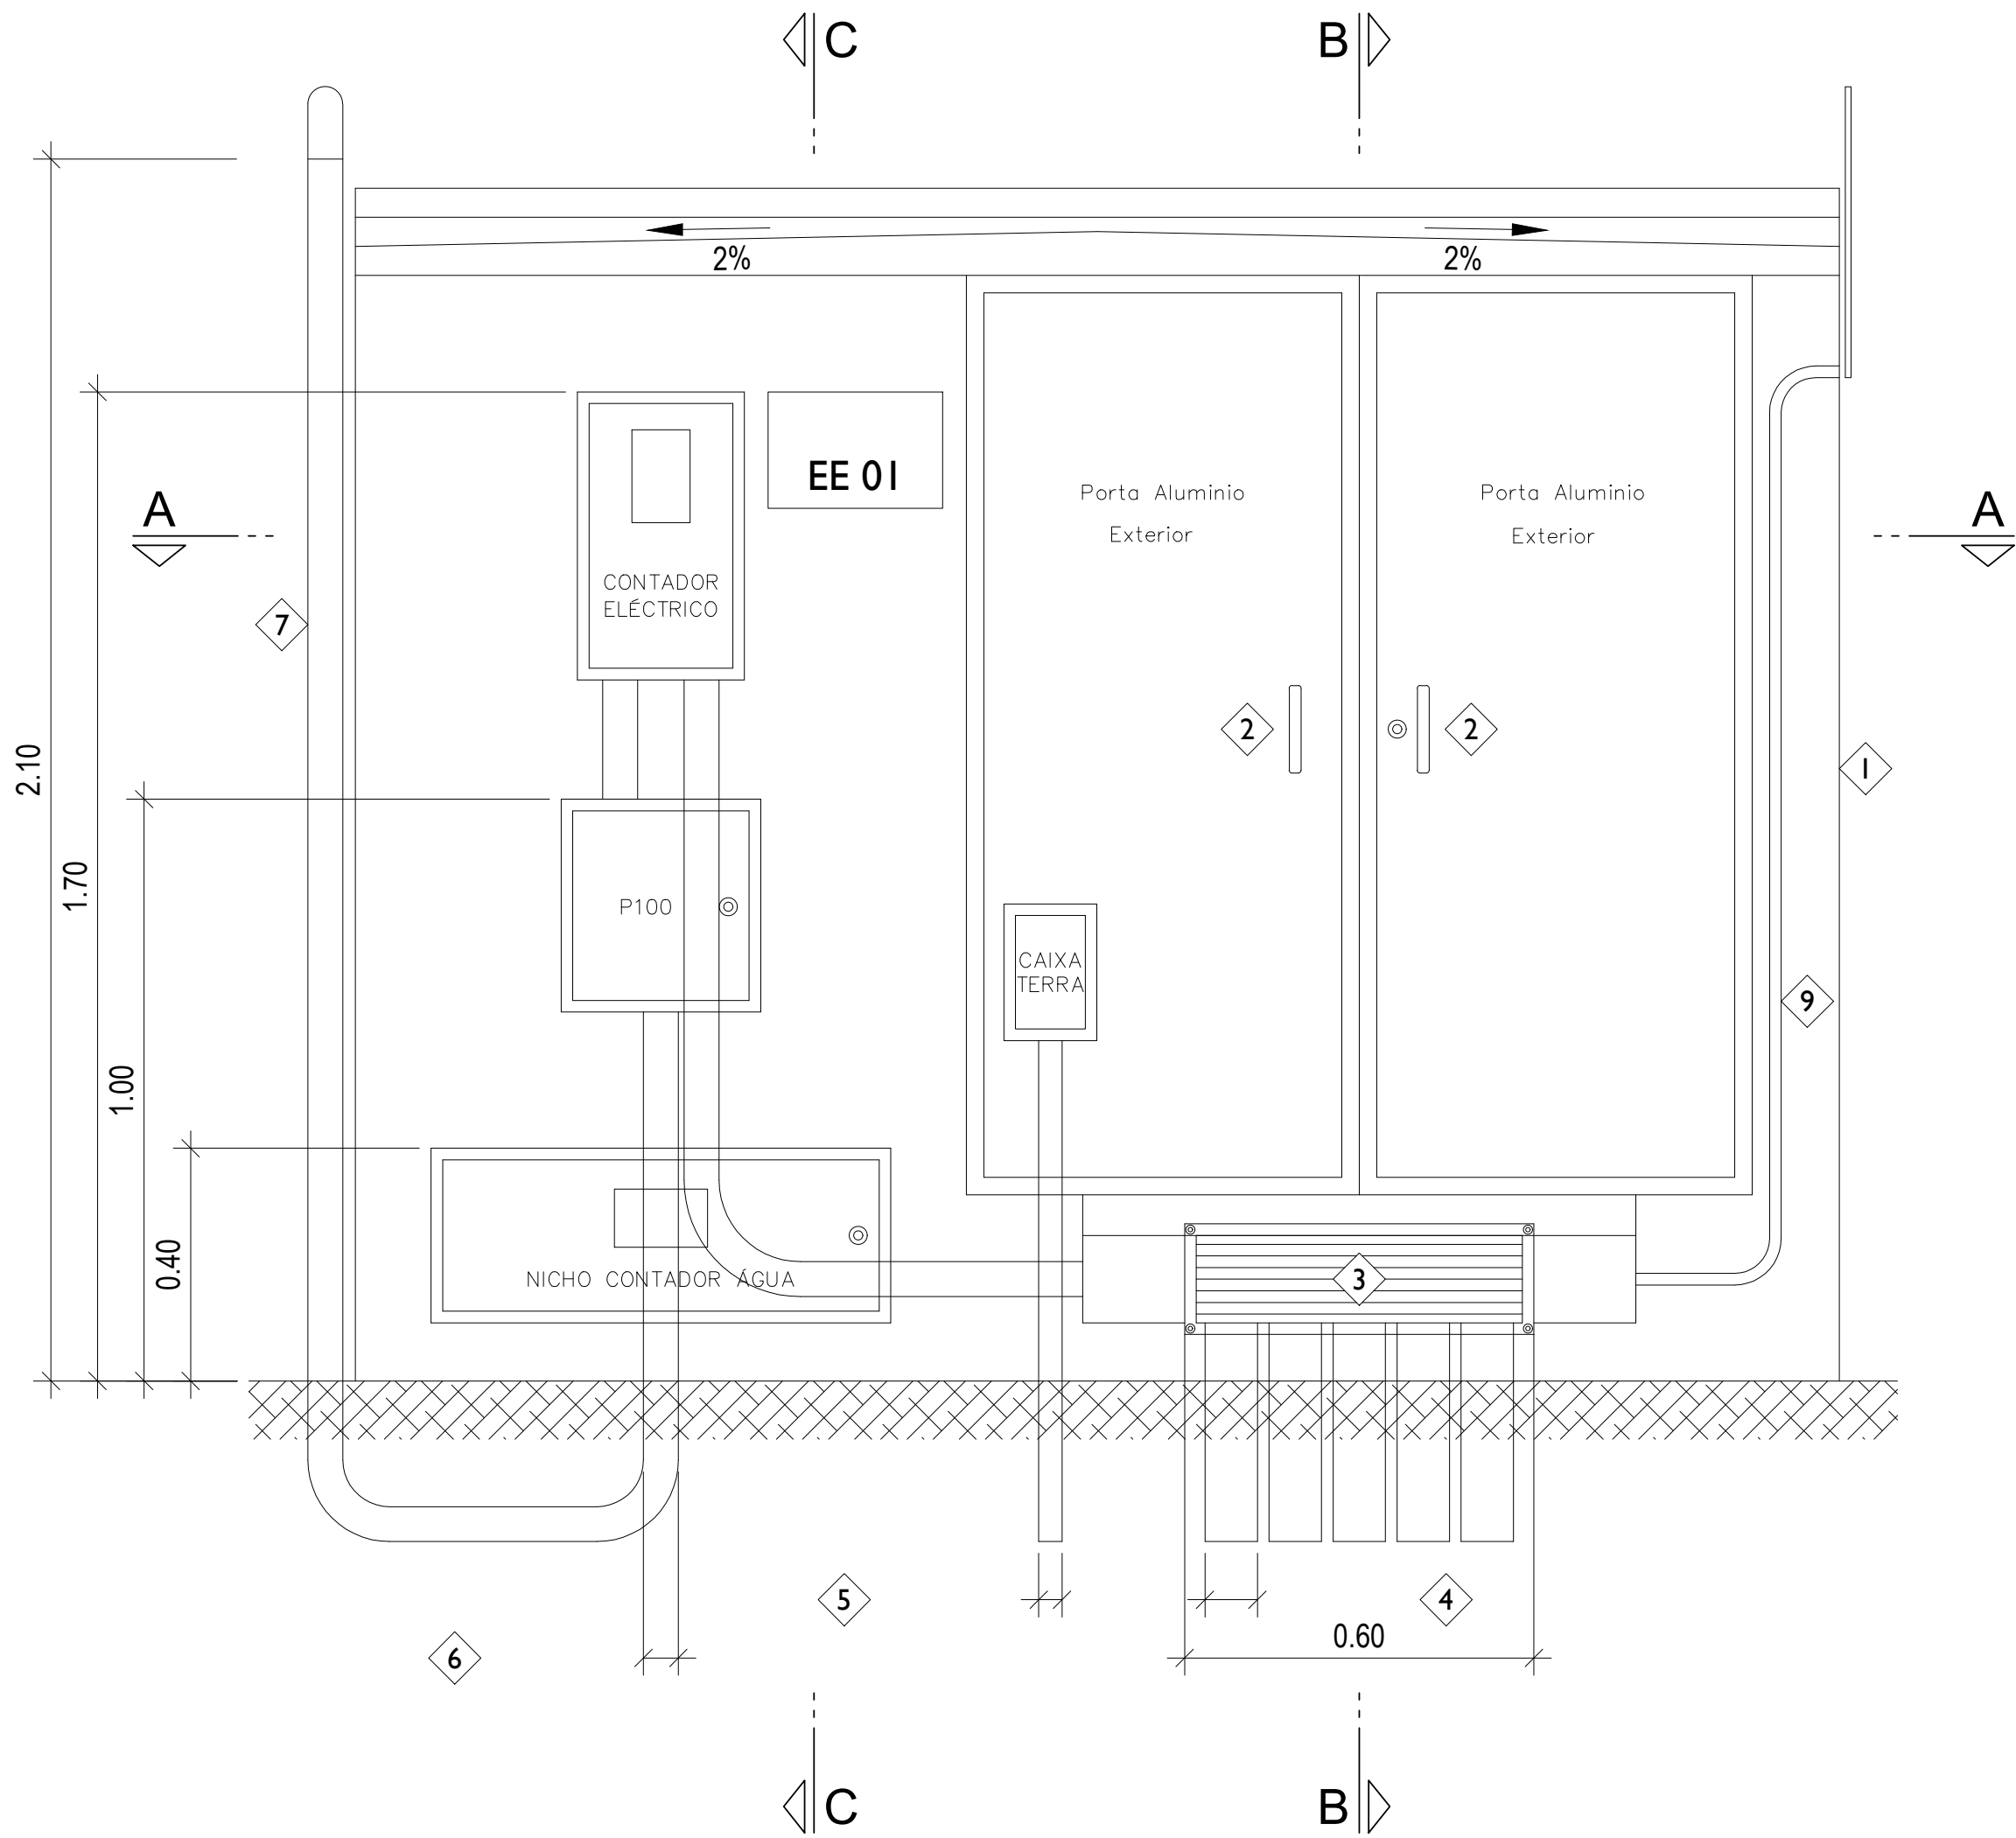 C
B
2%
2%
EE 01
A
A
Porta Aluminio
Exterior
Porta Aluminio
Exterior
CONTADOR
ELÉCTRICO
7
2.10
2
2
1
1.70
P100
CAIXA
TERRA
9
1.00
0.40
NICHO CONTADOR ÁGUA
3
5
4
0.60
6
C
B